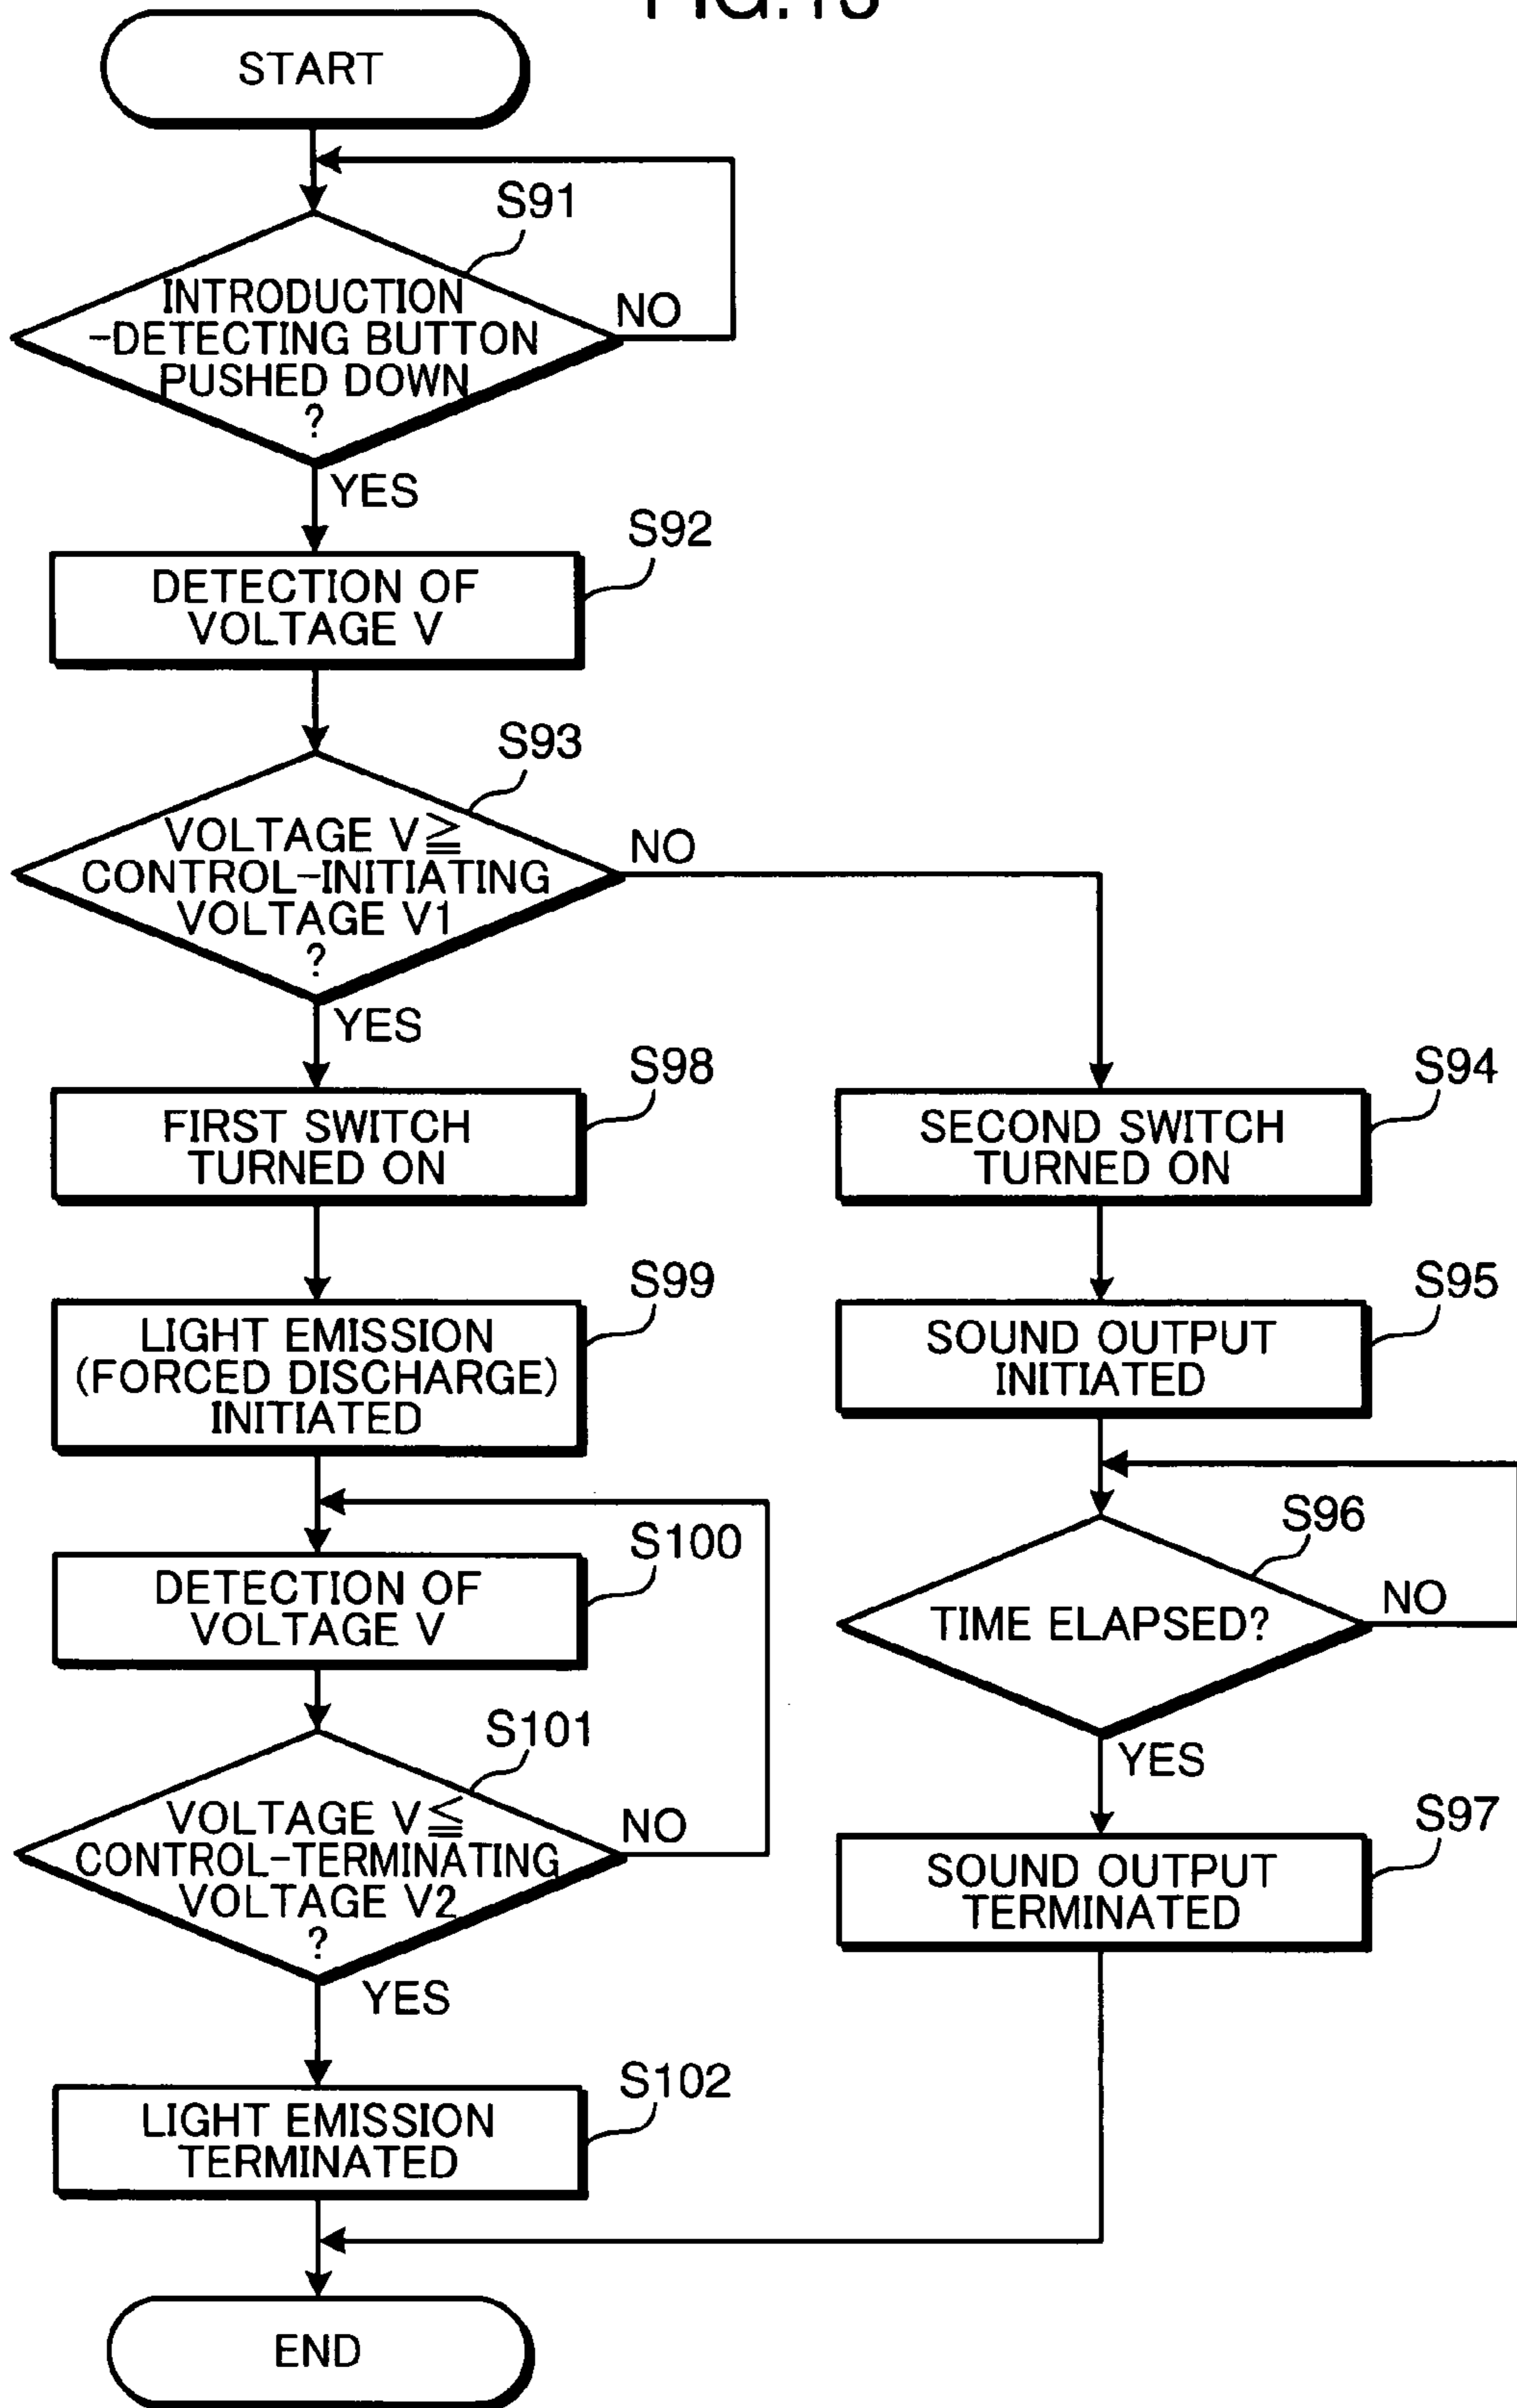 START
S91
INTRODUCTION
-DETECTING BUTTON
PUSHED DOWN
?
NO
YES
S92
DETECTION OF
VOLTAGE V
S93
VOLTAGE V≧
CONTROL-INITIATING
VOLTAGE V1
?
NO
YES
S98
FIRST SWITCH
TURNED ON
S94
SECOND SWITCH
TURNED ON
S99
LIGHT EMISSION
(FORCED DISCHARGE)
INITIATED
S95
SOUND OUTPUT
INITIATED
S100
DETECTION OF
VOLTAGE V
S96
TIME ELAPSED?
NO
YES
S101
VOLTAGE V≦
CONTROL-TERMINATING
VOLTAGE V2
?
NO
YES
S97
SOUND OUTPUT
TERMINATED
S102
LIGHT EMISSION
TERMINATED
END